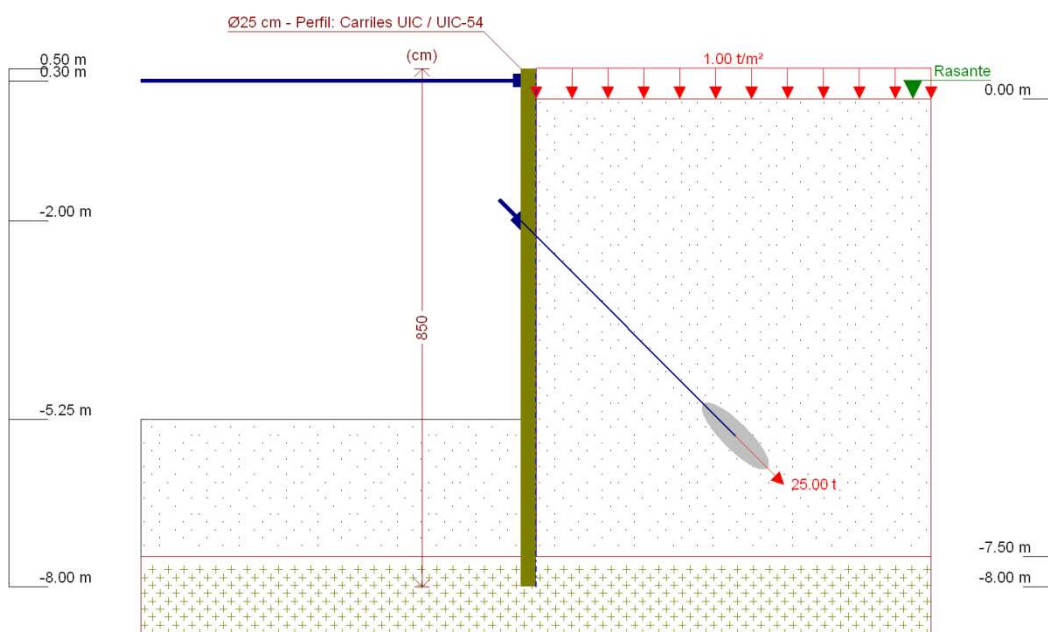 Ø25 cm - Perfil: Carriles UIC / UIC-54
(cm)
0.50 m
0.30 m
1.00 t/m²
Rasante
0.00 m
-2.00 m
850
-5.25 m
25.00 t
-7.50 m
-8.00 m
-8.00 m